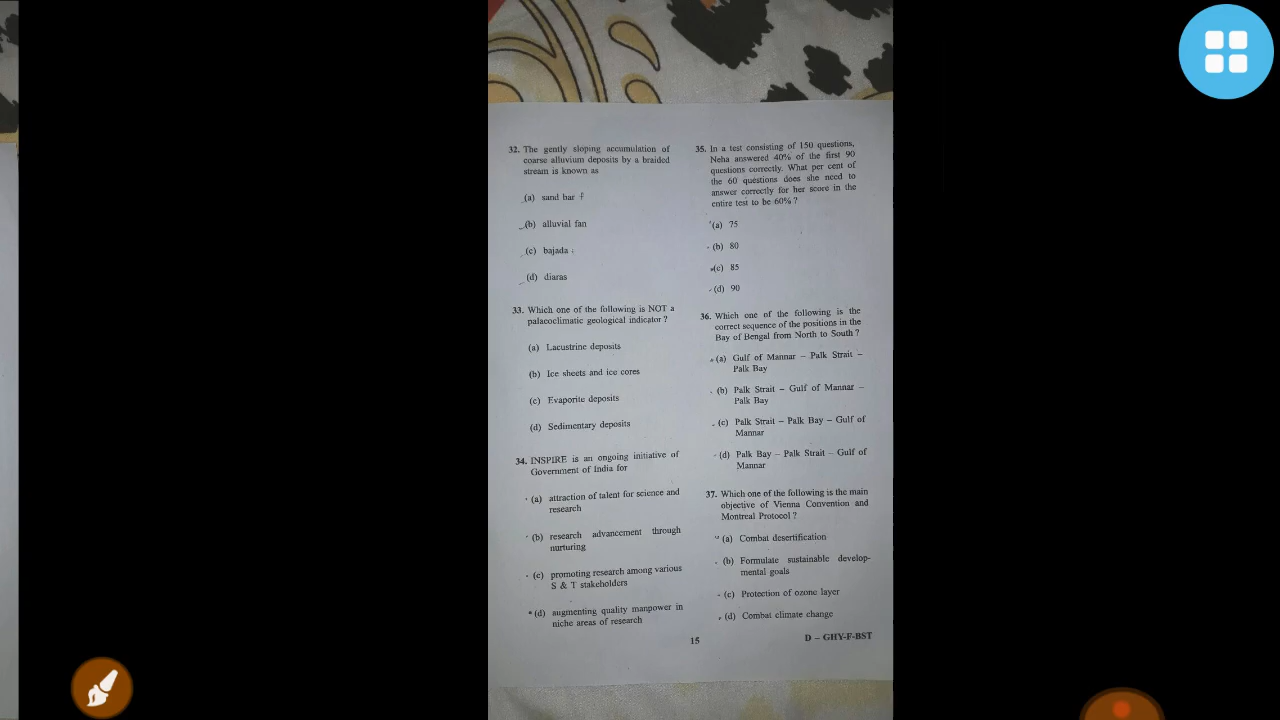 32. The gently sloping accumulation of
coarse alluvium deposits by a braided
stream is known as
(a) sand bar
(b) alluvial fan
(c) bajada
(d) diaras
33. Which one of the following is NOT a
palaeoclimatic geological indicator ?
(a) Lacustrine deposits
(b) Ice sheets and ice cores
(c) Evaporite deposits
(d) Sedimentary deposits
34. INSPIRE is an ongoing initiative of
Government of India for
(a) attraction of talent for science and
research
(b) research advancement through
nurturing
(c) promoting research among various
S & T stakeholders
(d) augmenting quality manpower in
niche areas of research
35. In a test consisting of 150 questions,
Neha answered 40% of the first 90
questions correctly. What per cent of
the 60 questions does she need to
answer correctly for her score in the
entire test to be 60% ?
(a) 75
(b) 80
(c) 85
(d) 90
36. Which one of the following is the
correct sequence of the positions in the
Bay of Bengal from North to South ?
(a) Gulf of Mannar – Palk Strait –
Palk Bay
(b) Palk Strait – Gulf of Mannar –
Palk Bay
(c) Palk Strait – Palk Bay – Gulf of
Mannar
(d) Palk Bay – Palk Strait – Gulf of
Mannar
37. Which one of the following is the main
objective of Vienna Convention and
Montreal Protocol ?
(a) Combat desertification
(b) Formulate sustainable develop-
mental goals
(c) Protection of ozone layer
(d) Combat climate change
15
D – GHY-F-BST